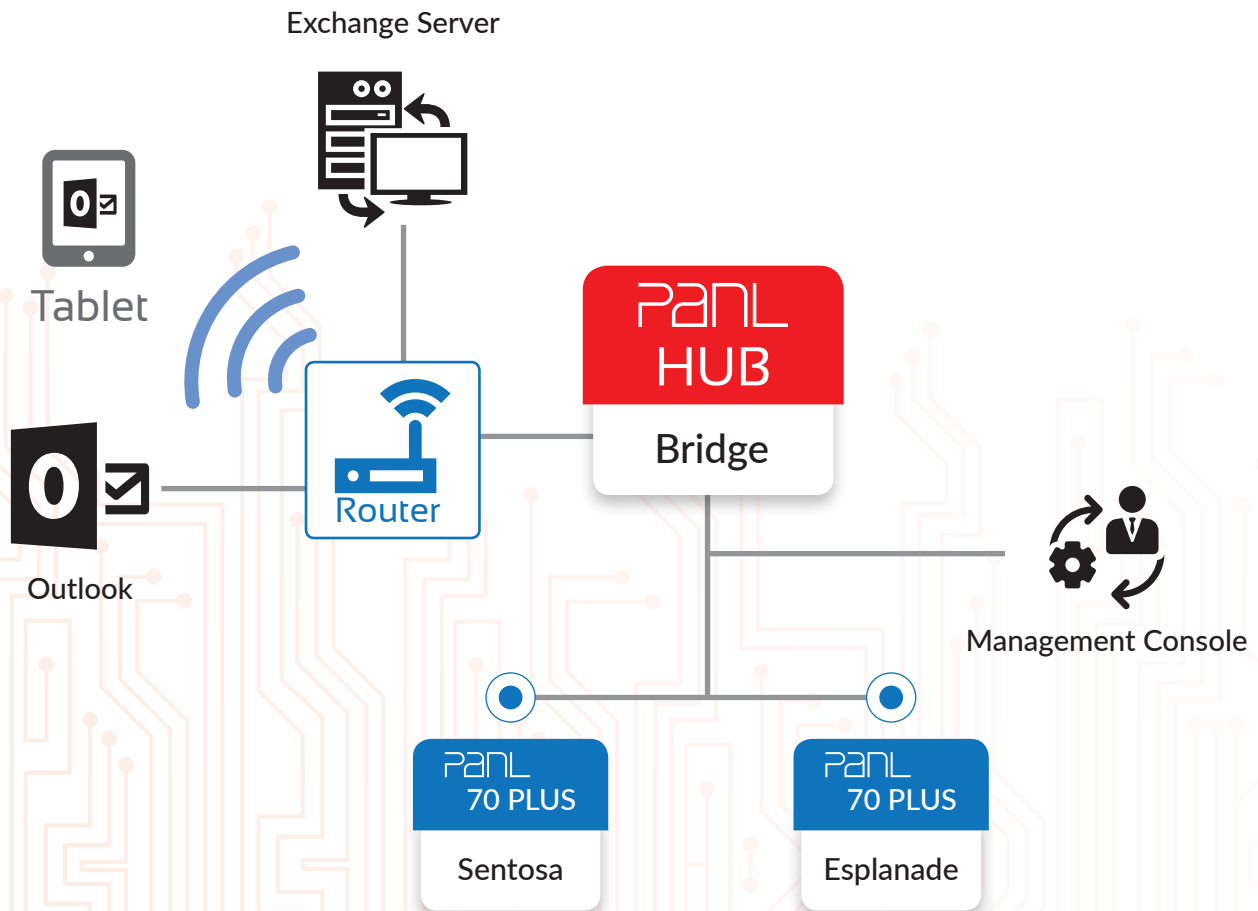 Exchange Server
Tablet
PanL
HUB
Bridge
Router
Outlook
Management Console
PanL
70 PLUS
Sentosa
PanL
70 PLUS
Esplanade